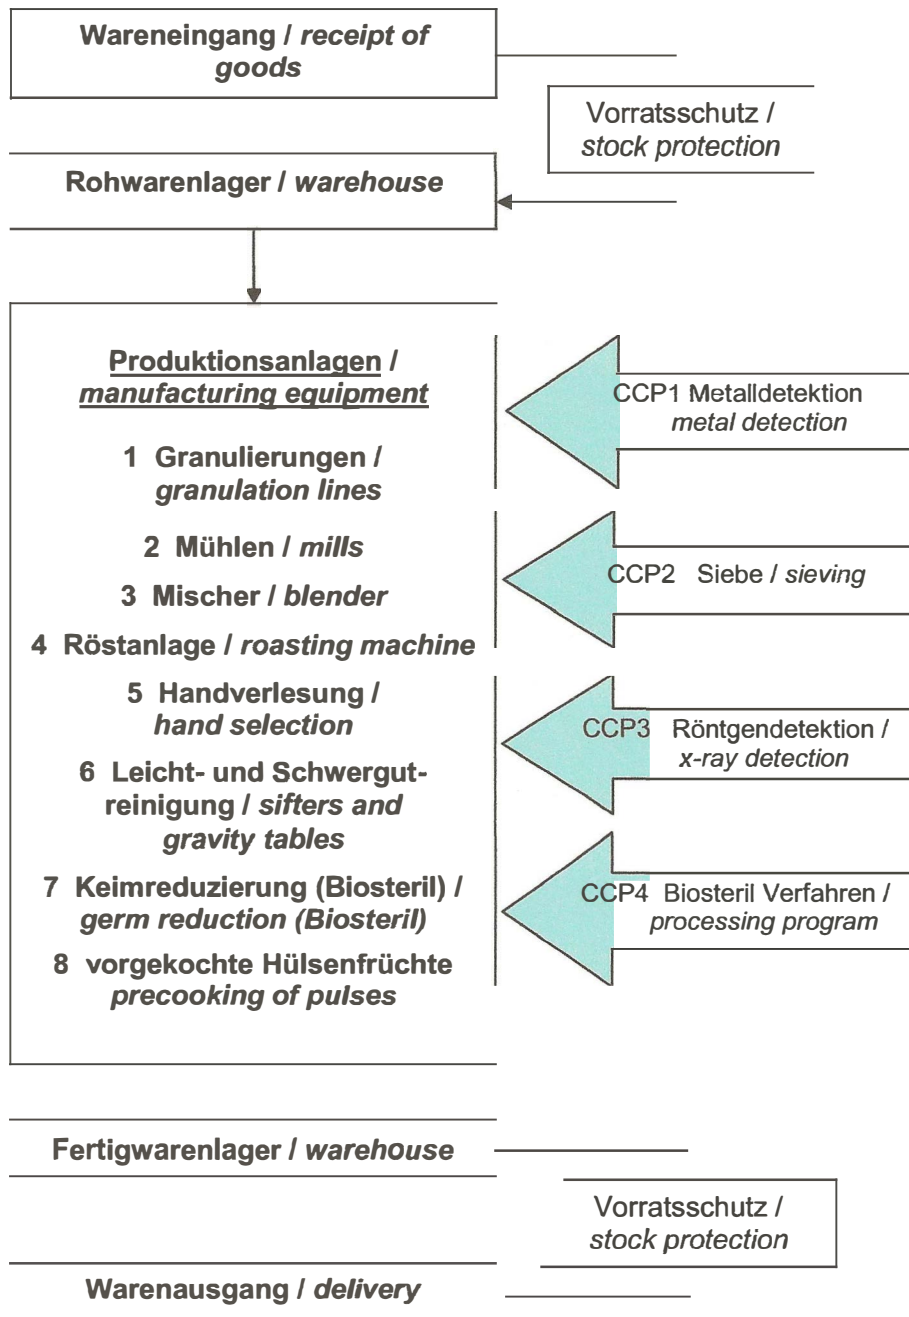 Wareneingang / receipt of
goods
Vorratsschutz /
stock protection
Rohwarenlager / warehouse
Produktionsanlagen /
manufacturing equipment
CCP1 Metalldetektion
metal detection
1 Granulierungen /
granulation lines
2 Mühlen / mills
CCP2 Siebe / sieving
3 Mischer / blender
4 Röstanlage / roasting machine
5 Handverlesung /
hand selection
CCP3 Röntgendetektion /
x-ray detection
6 Leicht- und Schwergut-
reinigung / sifters and
gravity tables
7 Keimreduzierung (Biosteril) /
germ reduction (Biosteril)
CCP4 Biosteril Verfahren /
processing program
8 vorgekochte Hülsenfrüchte
precooking of pulses
Fertigwarenlager / warehouse
Vorratsschutz /
stock protection
Warenausgang / delivery